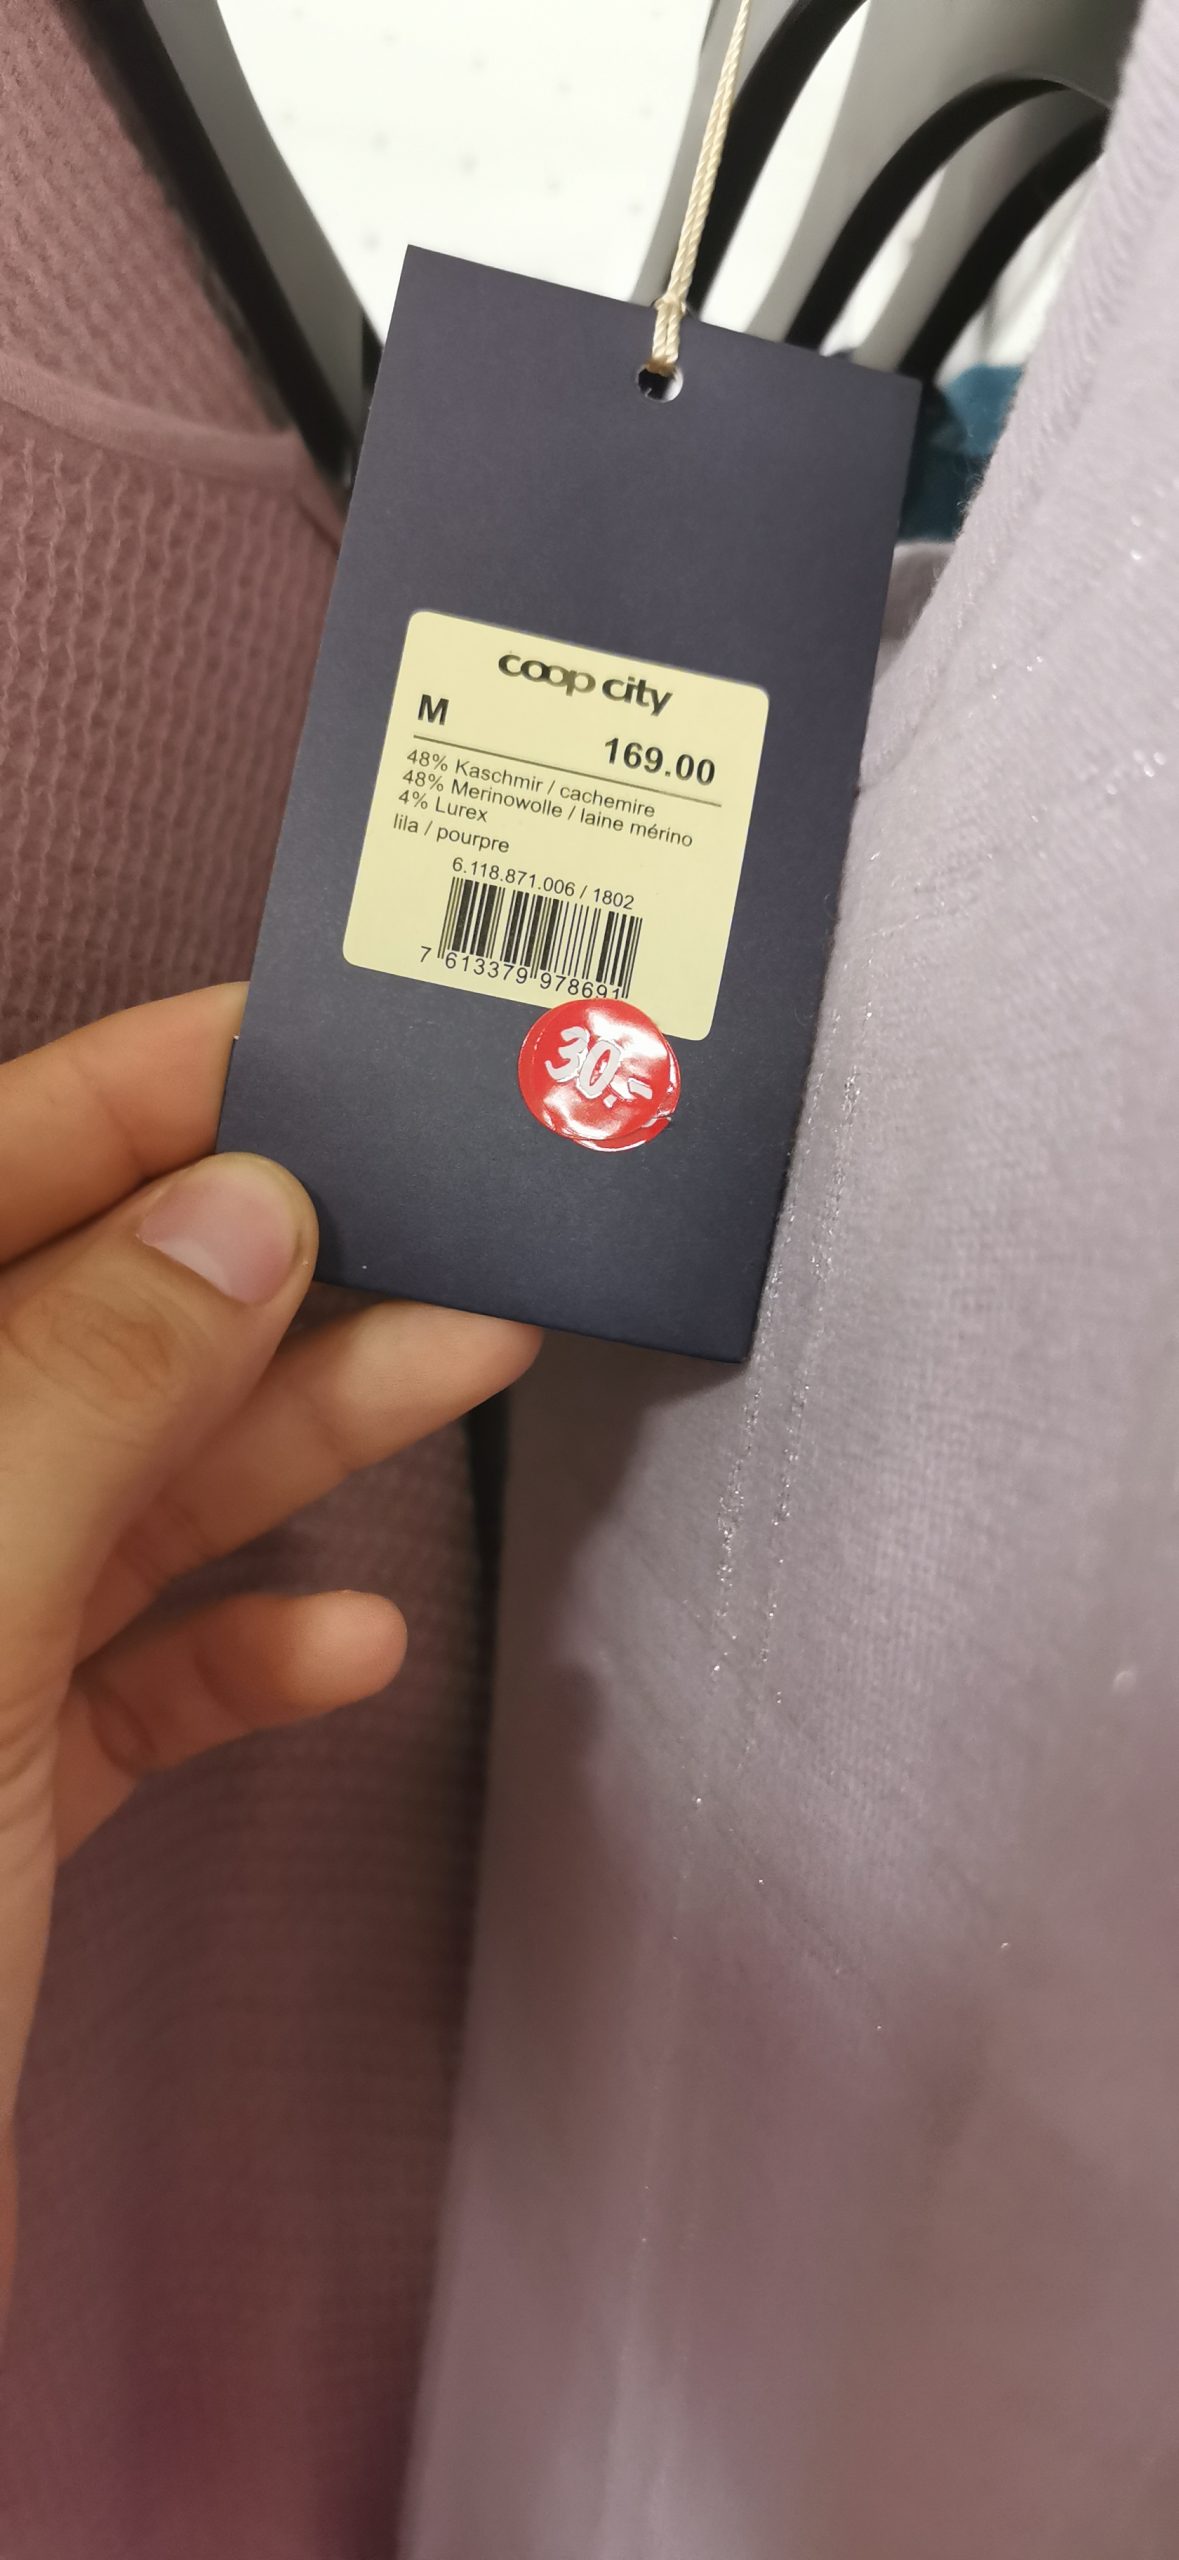 coop city
M
169.00
48% Kaschmir / cachemire
48% Merinowolle / laine mérino
4% Lurex
lila / pourpre
6.118.871.006 / 1802
7 613379 978691
30.-